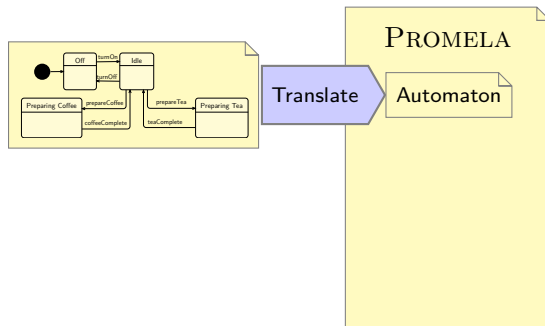 Off
turnOn
Idle
turnOff
Preparing Coffee
prepareCoffee
coffeeComplete
prepareTea
teaComplete
Preparing Tea
Translate
PROMELA
Automaton